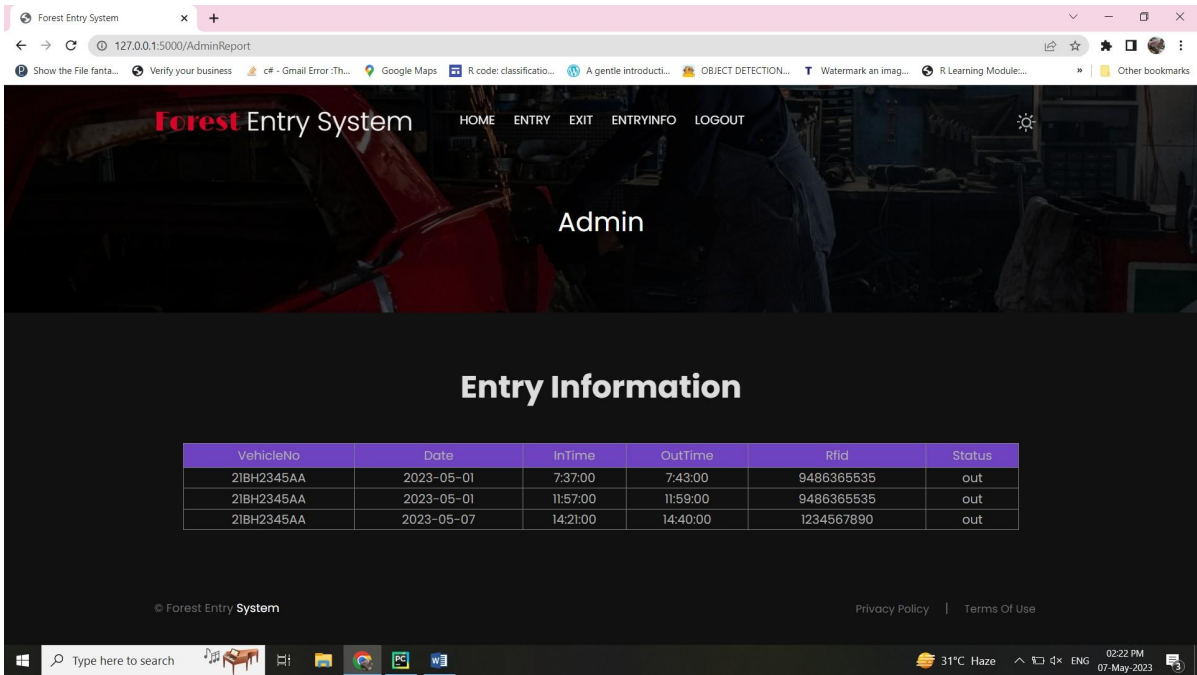 Forest Entry System
127.0.0.1:5000/AdminReport
Show the File fanta... Verify your business c# - Gmail Error :Th... Google Maps R code: classificatio... A gentle introducti... OBJECT DETECTION... T Watermark an imag... R Learning Module:... » Other bookmarks
Forest Entry System HOME ENTRY EXIT ENTRYINFO LOGOUT
Admin
Entry Information
VehicleNo Date InTime OutTime Rfid Status
21BH2345AA 2023-05-01 7:37:00 7:43:00 9486365535 out
21BH2345AA 2023-05-01 11:57:00 11:59:00 9486365535 out
21BH2345AA 2023-05-07 14:21:00 14:40:00 1234567890 out
© Forest Entry System Privacy Policy | Terms Of Use
Type here to search PC W 31°C Haze ENG 02:22 PM
07-May-2023 3